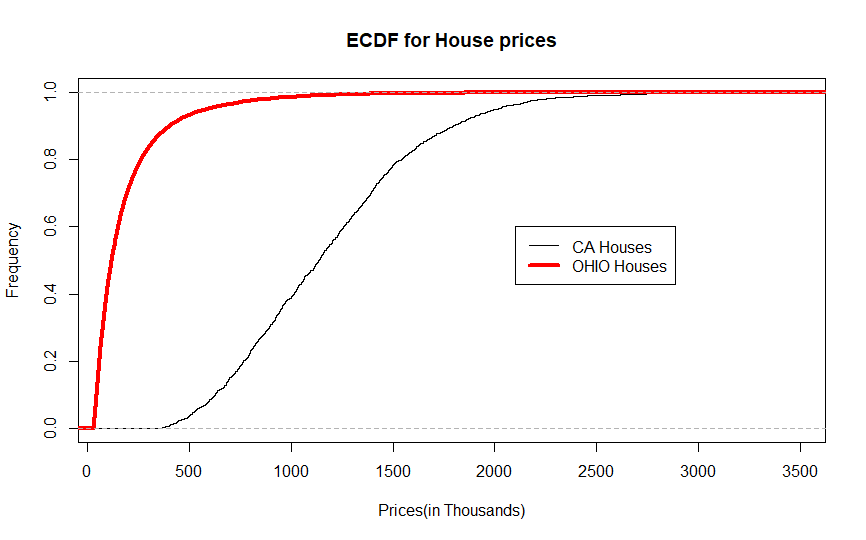 ECDF for House prices
Frequency
1.0
0.8
0.6
0.4
0.2
0.0
CA Houses
OHIO Houses
0 500 1000 1500 2000 2500 3000 3500
Prices(in Thousands)